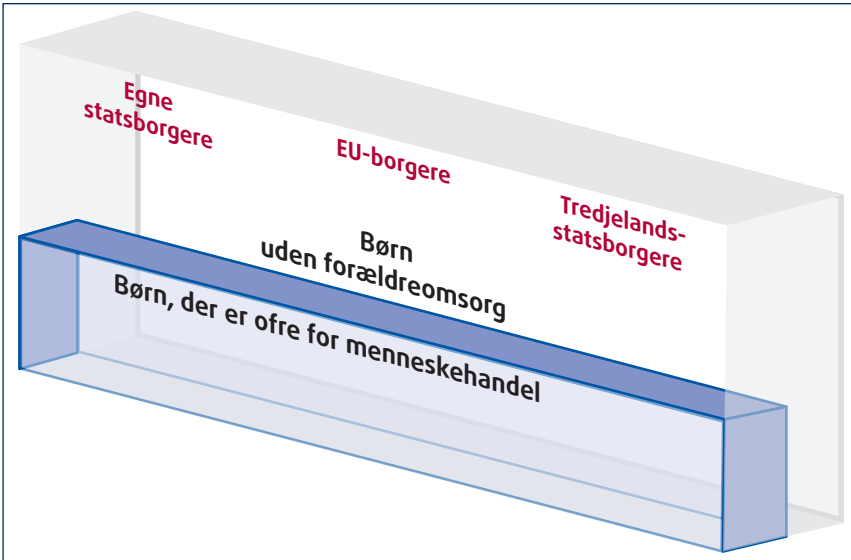 Egne
statsborgere
EU-borgere
Tredjelands-
statsborgere
Børn
uden forældreomsorg
Børn, der er ofre for menneskehandel